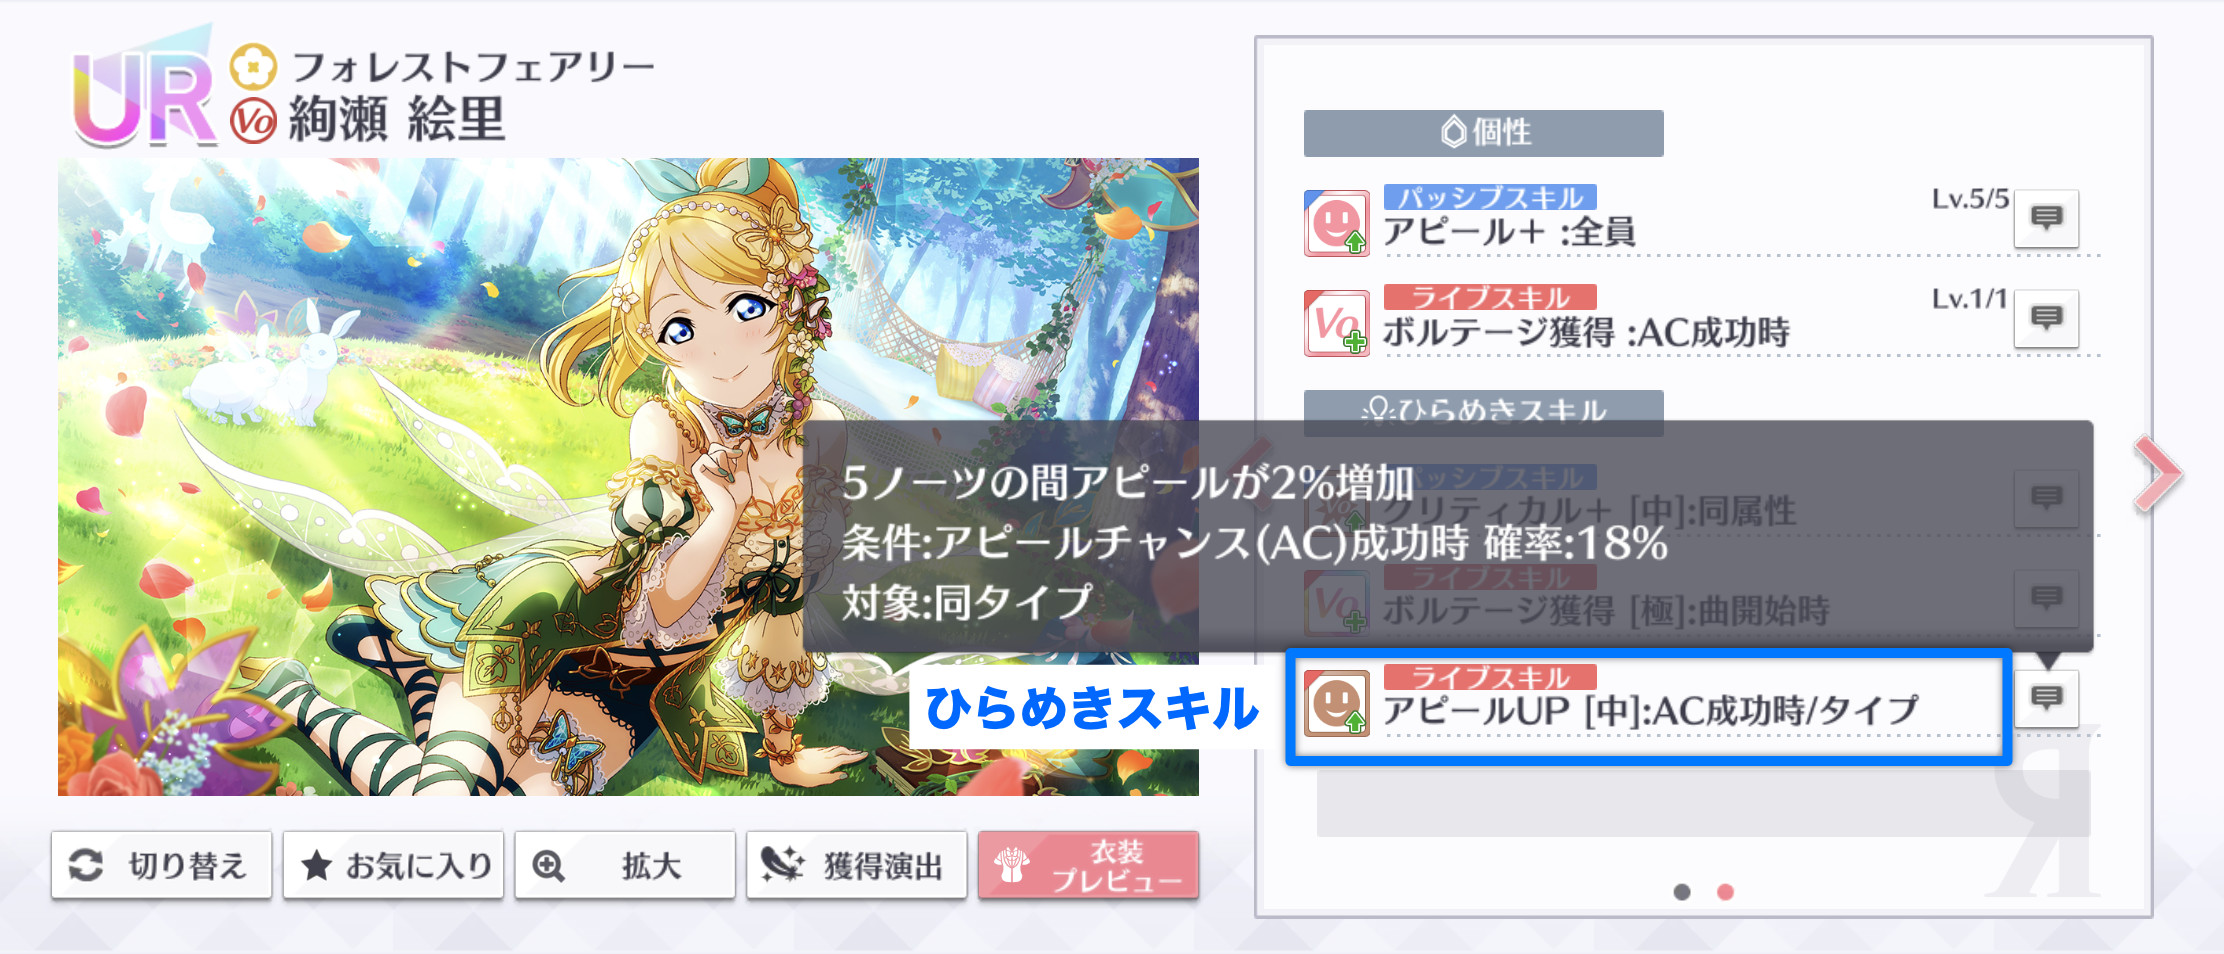 UR
フォレストフェアリー
Vo 絢瀬 絵里
個性
パッシブスキル
アピール+ :全員
Lv.5/5
ライブスキル
Vo
ボルテージ獲得 :AC成功時
Lv.1/1
ひらめきスキル
5ノーツの間アピールが2%増加
条件:アピールチャンス(AC)成功時 確率:18%
対象:同タイプ
パッシブスキル
クリティカル+ [中]:同属性
ライブスキル
Vo
ボルテージ獲得 [極]:曲開始時
ひらめきスキル
ライブスキル
アピールUP [中]:AC成功時/タイプ
R
切り替え
お気に入り
拡大
獲得演出
衣装
プレビュー